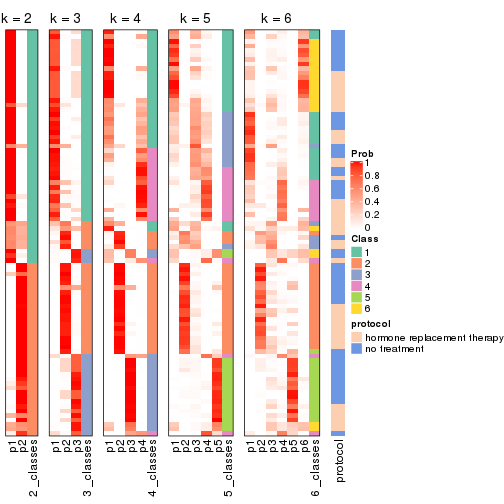 k = 2 k = 3 k = 4 k = 5 k = 6
Prob
1
0.8
0.6
0.4
0.2
0
Class
1
2
3
4
5
6
protocol
hormone replacement therapy
no treatment
p1 p2 2_classes p1 p2 p3 3_classes p1 p2 p3 p4 4_classes p1 p2 p3 p4 p5 5_classes p1 p2 p3 p4 p5 p6 6_classes protocol